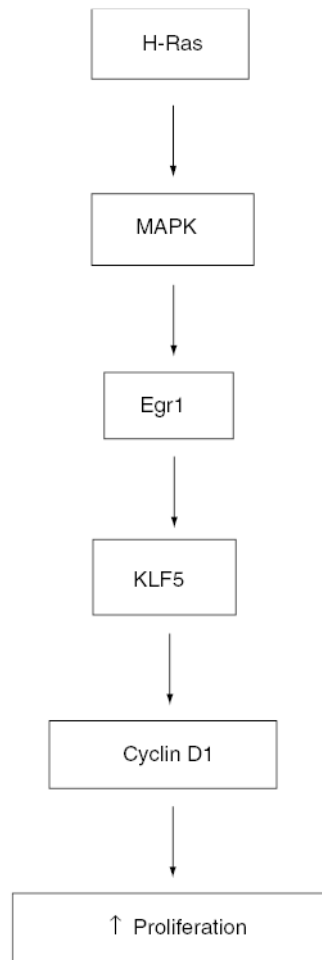 H-Ras
MAPK
Egr1
KLF5
Cyclin D1
↑ Proliferation